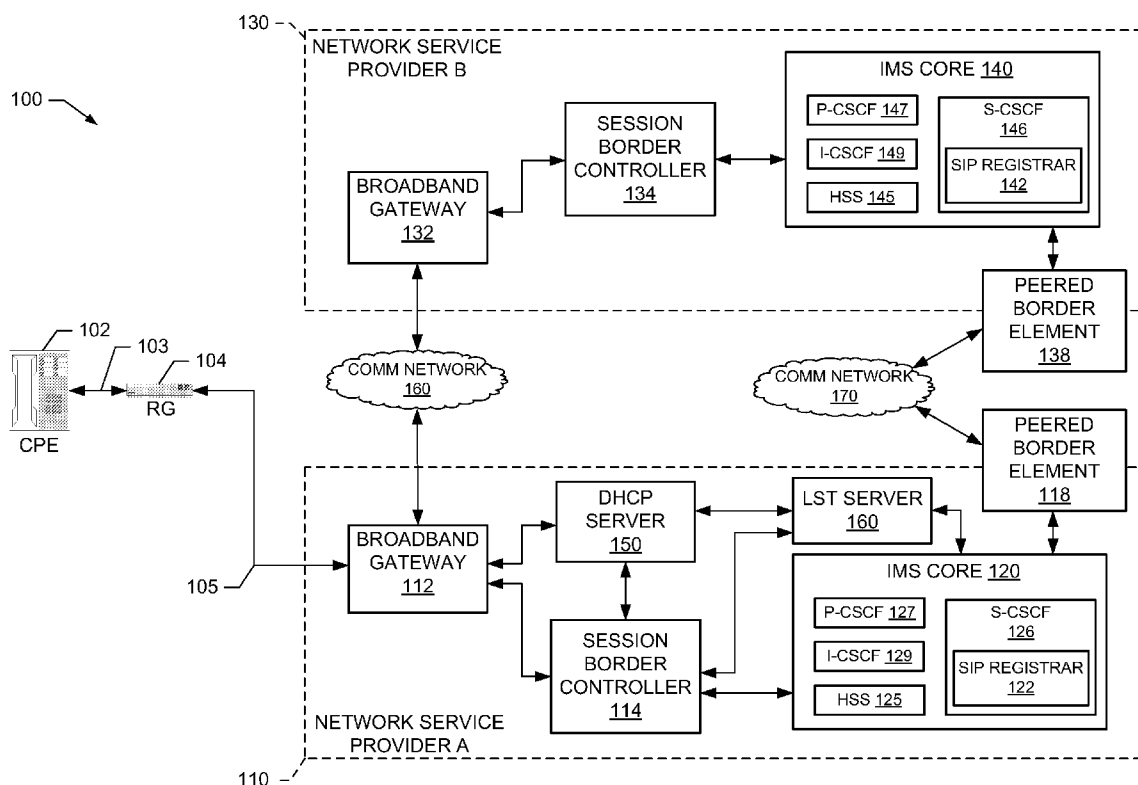 130
NETWORK SERVICE
PROVIDER B
100
BROADBAND
GATEWAY
132
SESSION
BORDER
CONTROLLER
134
IMS CORE 140
P-CSCF 147
I-CSCF 149
HSS 145
S-CSCF
146
SIP REGISTRAR
142
PEERED
BORDER
ELEMENT
138
102
103
104
RG
CPE
COMM NETWORK
160
COMM NETWORK
170
PEERED
BORDER
ELEMENT
118
105
BROADBAND
GATEWAY
112
DHCP
SERVER
150
LST SERVER
160
SESSION
BORDER
CONTROLLER
114
IMS CORE 120
P-CSCF 127
I-CSCF 129
HSS 125
S-CSCF
126
SIP REGISTRAR
122
NETWORK SERVICE
PROVIDER A
110